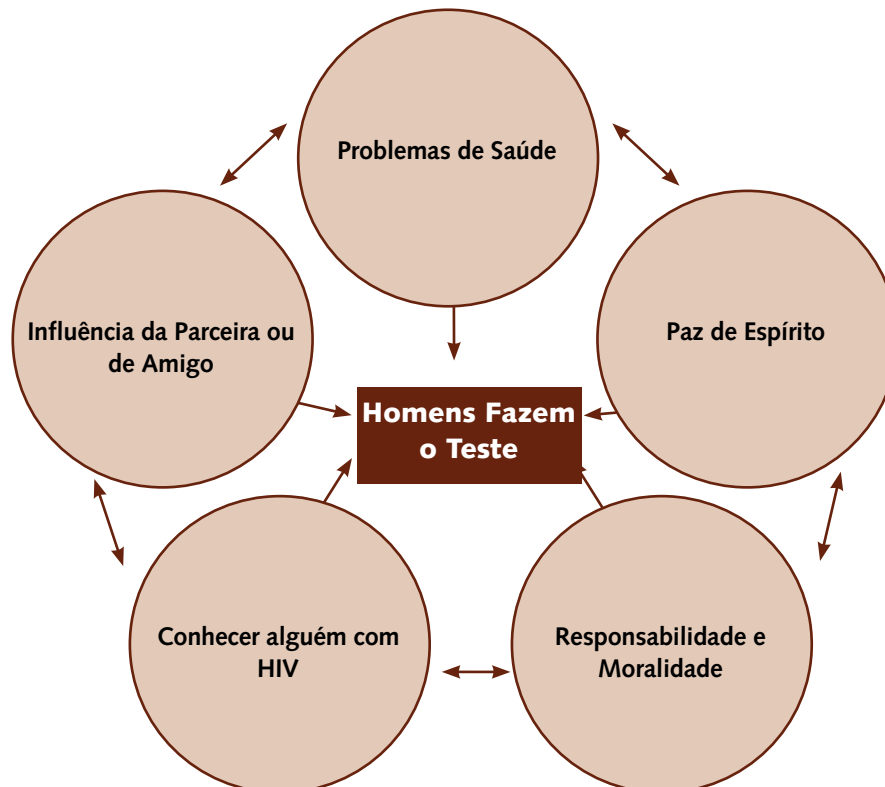 Problemas de Saúde
Influência da Parceira ou
de Amigo
Paz de Espírito
Homens Fazem
o Teste
Conhecer alguém com
HIV
Responsabilidade e
Moralidade